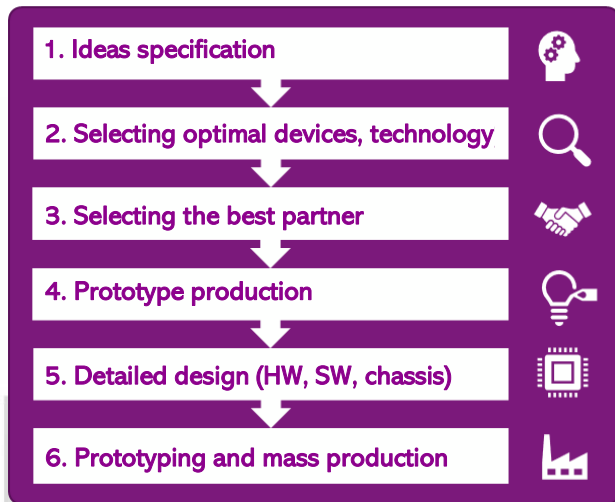 1. Ideas specification
2. Selecting optimal devices, technology
3. Selecting the best partner
4. Prototype production
5. Detailed design (HW, SW, chassis)
6. Prototyping and mass production